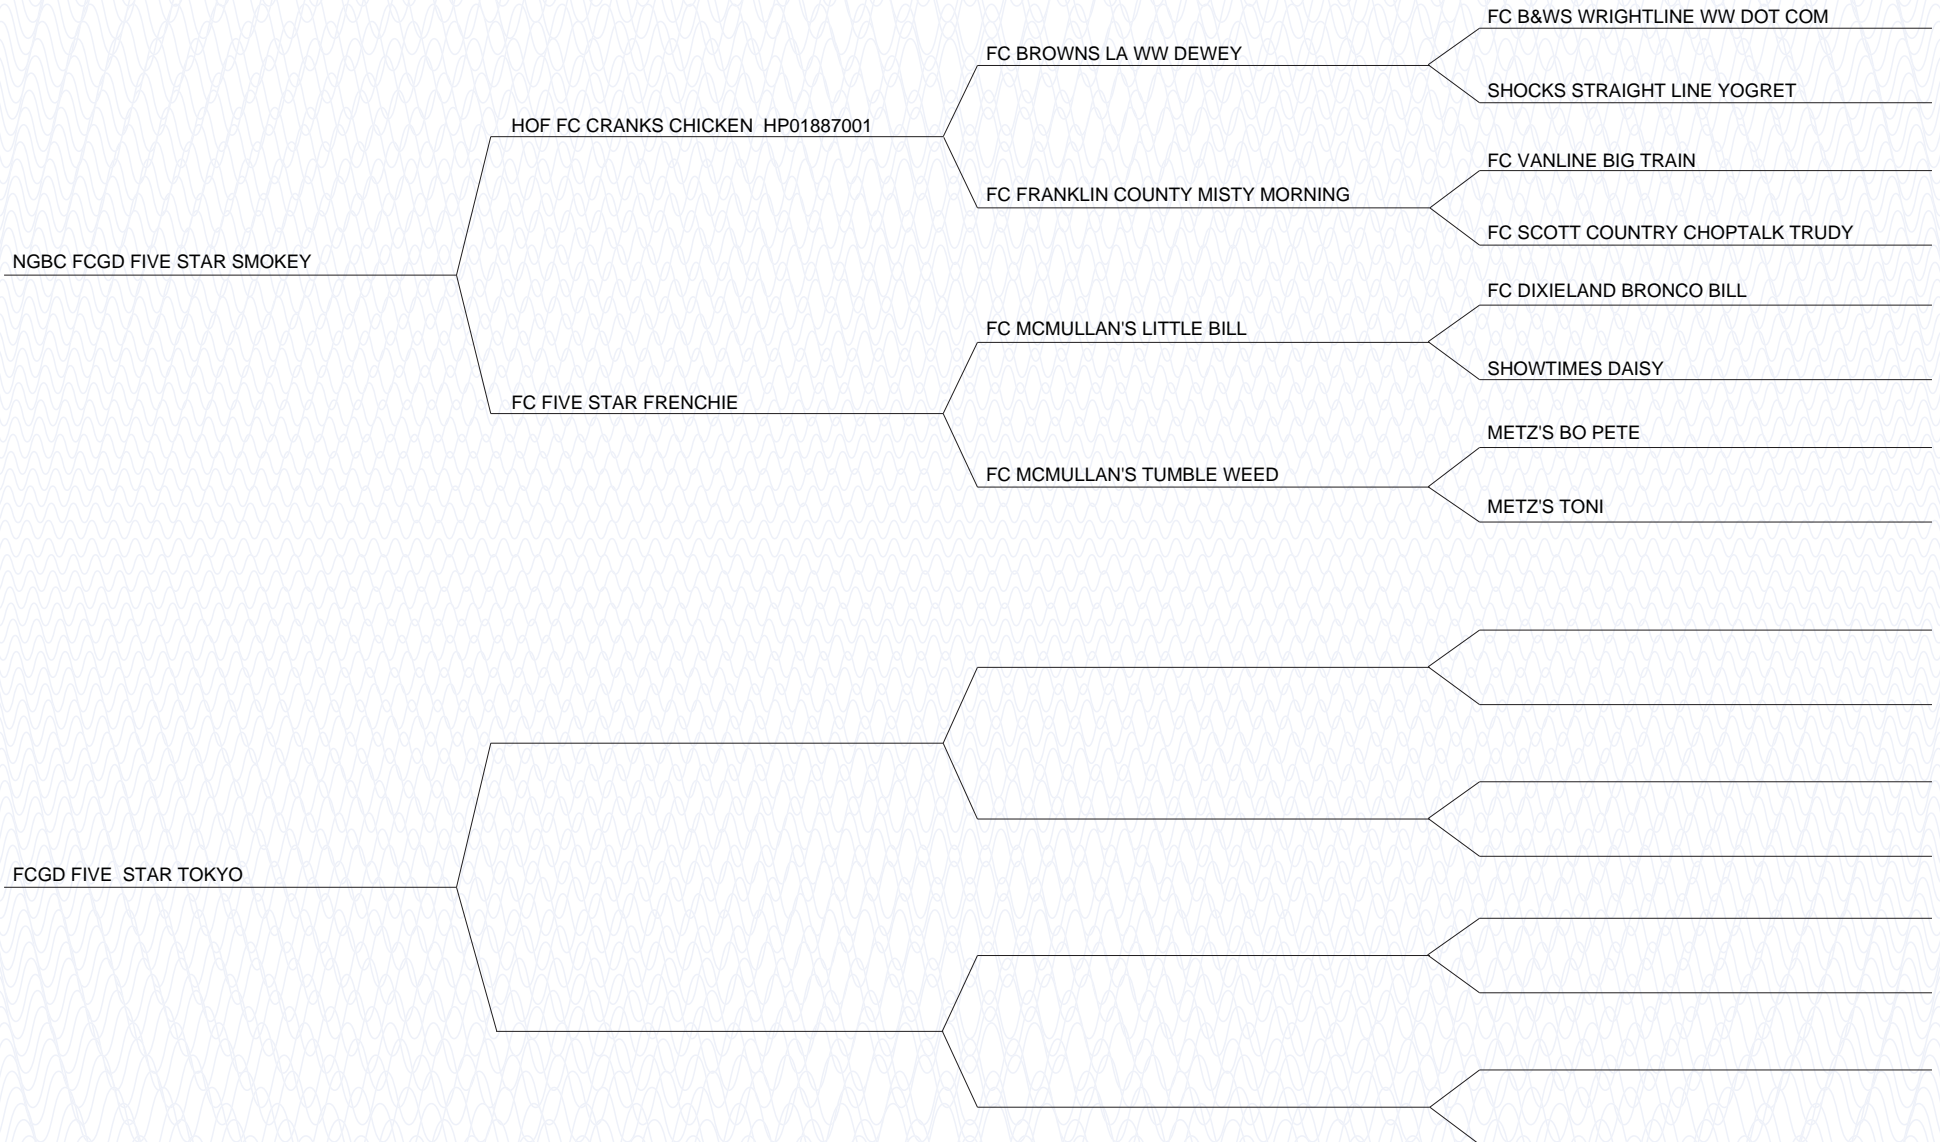 FC B&WS WRIGHTLINE WW DOT COM
FC BROWNS LA WW DEWEY
SHOCKS STRAIGHT LINE YOGRET
HOF FC CRANKS CHICKEN  HP01887001
FC VANLINE BIG TRAIN
FC FRANKLIN COUNTY MISTY MORNING
FC SCOTT COUNTRY CHOPTALK TRUDY
NGBC FCGD FIVE STAR SMOKEY
FC DIXIELAND BRONCO BILL
FC MCMULLAN'S LITTLE BILL
SHOWTIMES DAISY
FC FIVE STAR FRENCHIE
METZ'S BO PETE
FC MCMULLAN'S TUMBLE WEED
METZ'S TONI
FCGD FIVE  STAR TOKYO